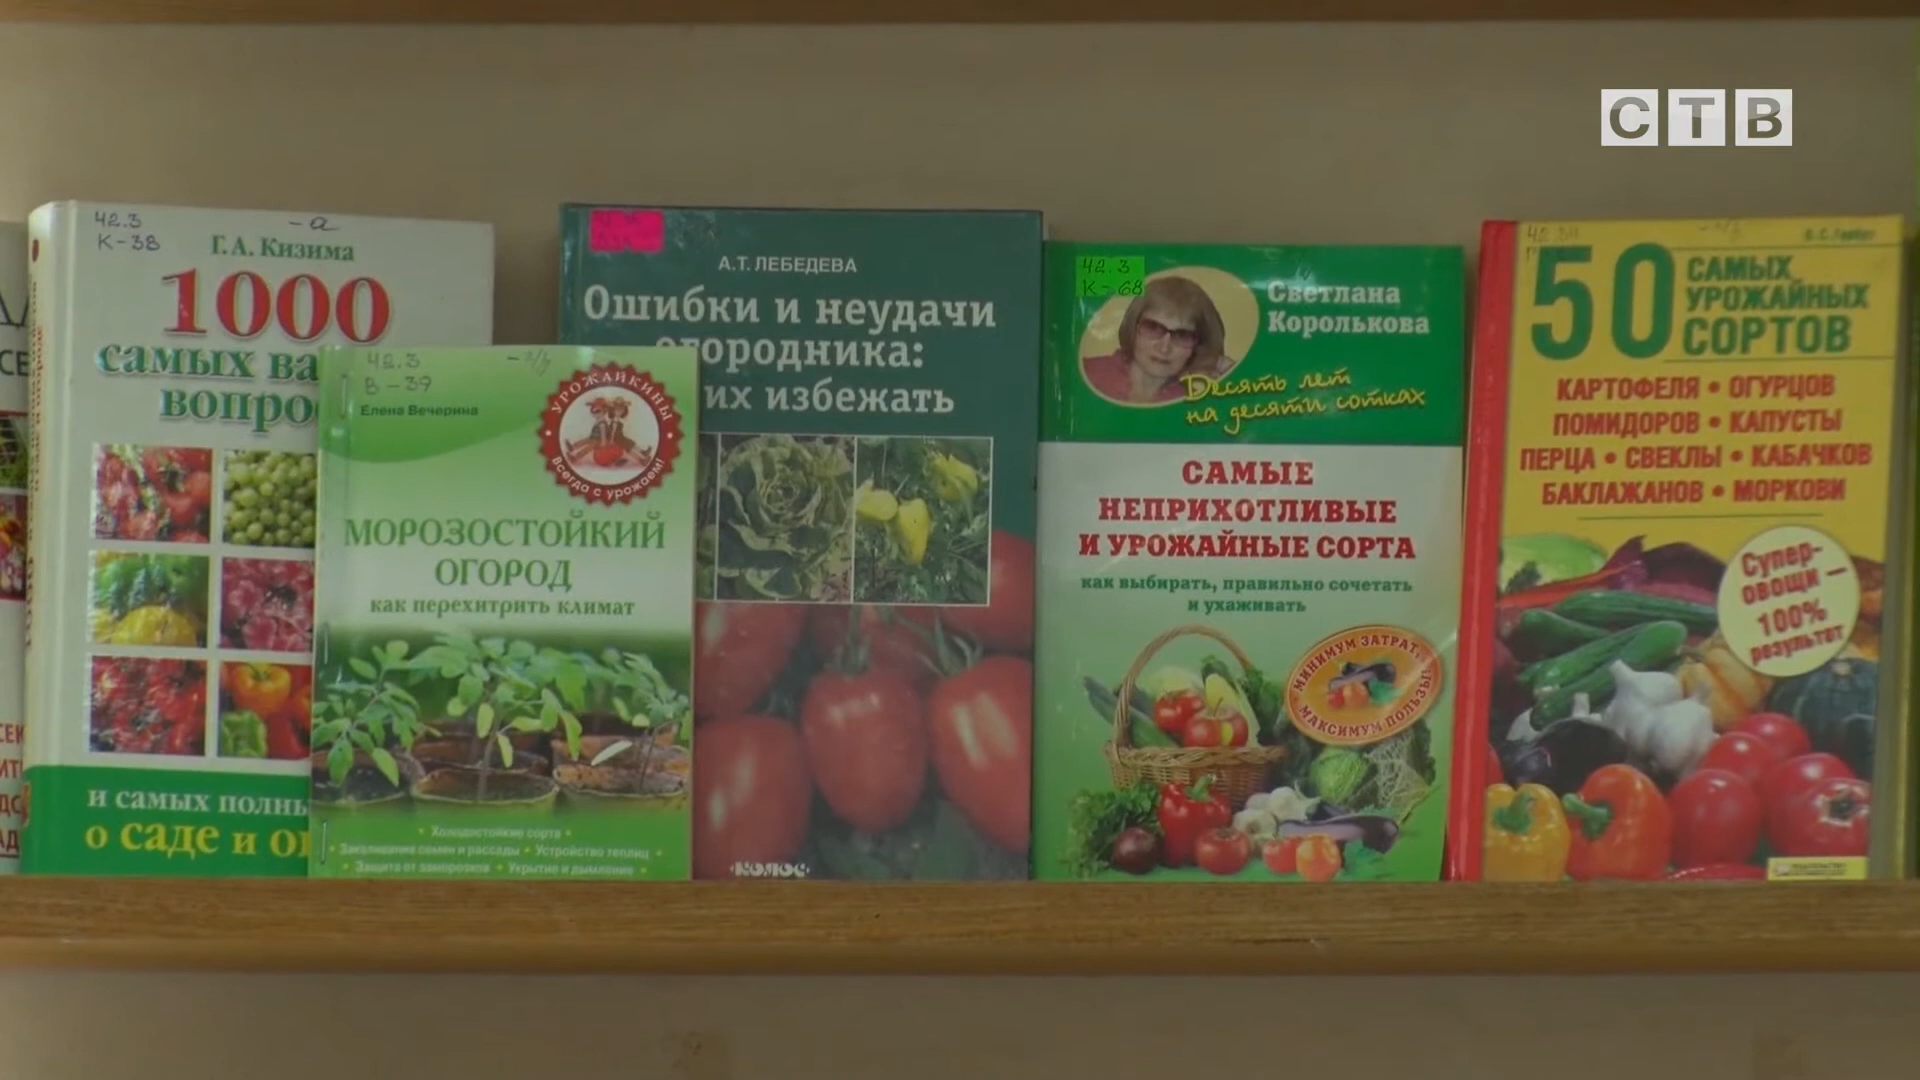 СТВ
42.3
К-38
-а
Г. А. Кизима
1000
самых ва
вопро
и самых полны
о саде и ог
42.3
В-39
Елена Вечерина
УРОЖАЙКИНЫ
Всегда с урожаем!
МОРОЗОСТОЙКИЙ
ОГОРОД
как перехитрить климат
• Холодостойкие сорта •
• Закаливание семен и рассады • Устройство теплиц •
• Защита от заморозков • Укрытие и дымление •
А.Т. ЛЕБЕДЕВА
Ошибки и неудачи
огородника:
их избежать
«КОЛОС»
42.3
К-68
Светлана
Королькова
Десять лет
на десяти сотках
САМЫЕ
НЕПРИХОТЛИВЫЕ
И УРОЖАЙНЫЕ СОРТА
как выбирать, правильно сочетать
и ухаживать
МИНИМУМ ЗАТРАТ,
МАКСИМУМ ПОЛЬЗЫ!
50
САМЫХ
УРОЖАЙНЫХ
СОРТОВ
КАРТОФЕЛЯ • ОГУРЦОВ
ПОМИДОРОВ • КАПУСТЫ
ПЕРЦА • СВЕКЛЫ • КАБАЧКОВ
БАКЛАЖАНОВ • МОРКОВИ
Супер-
овощи —
100%
результат